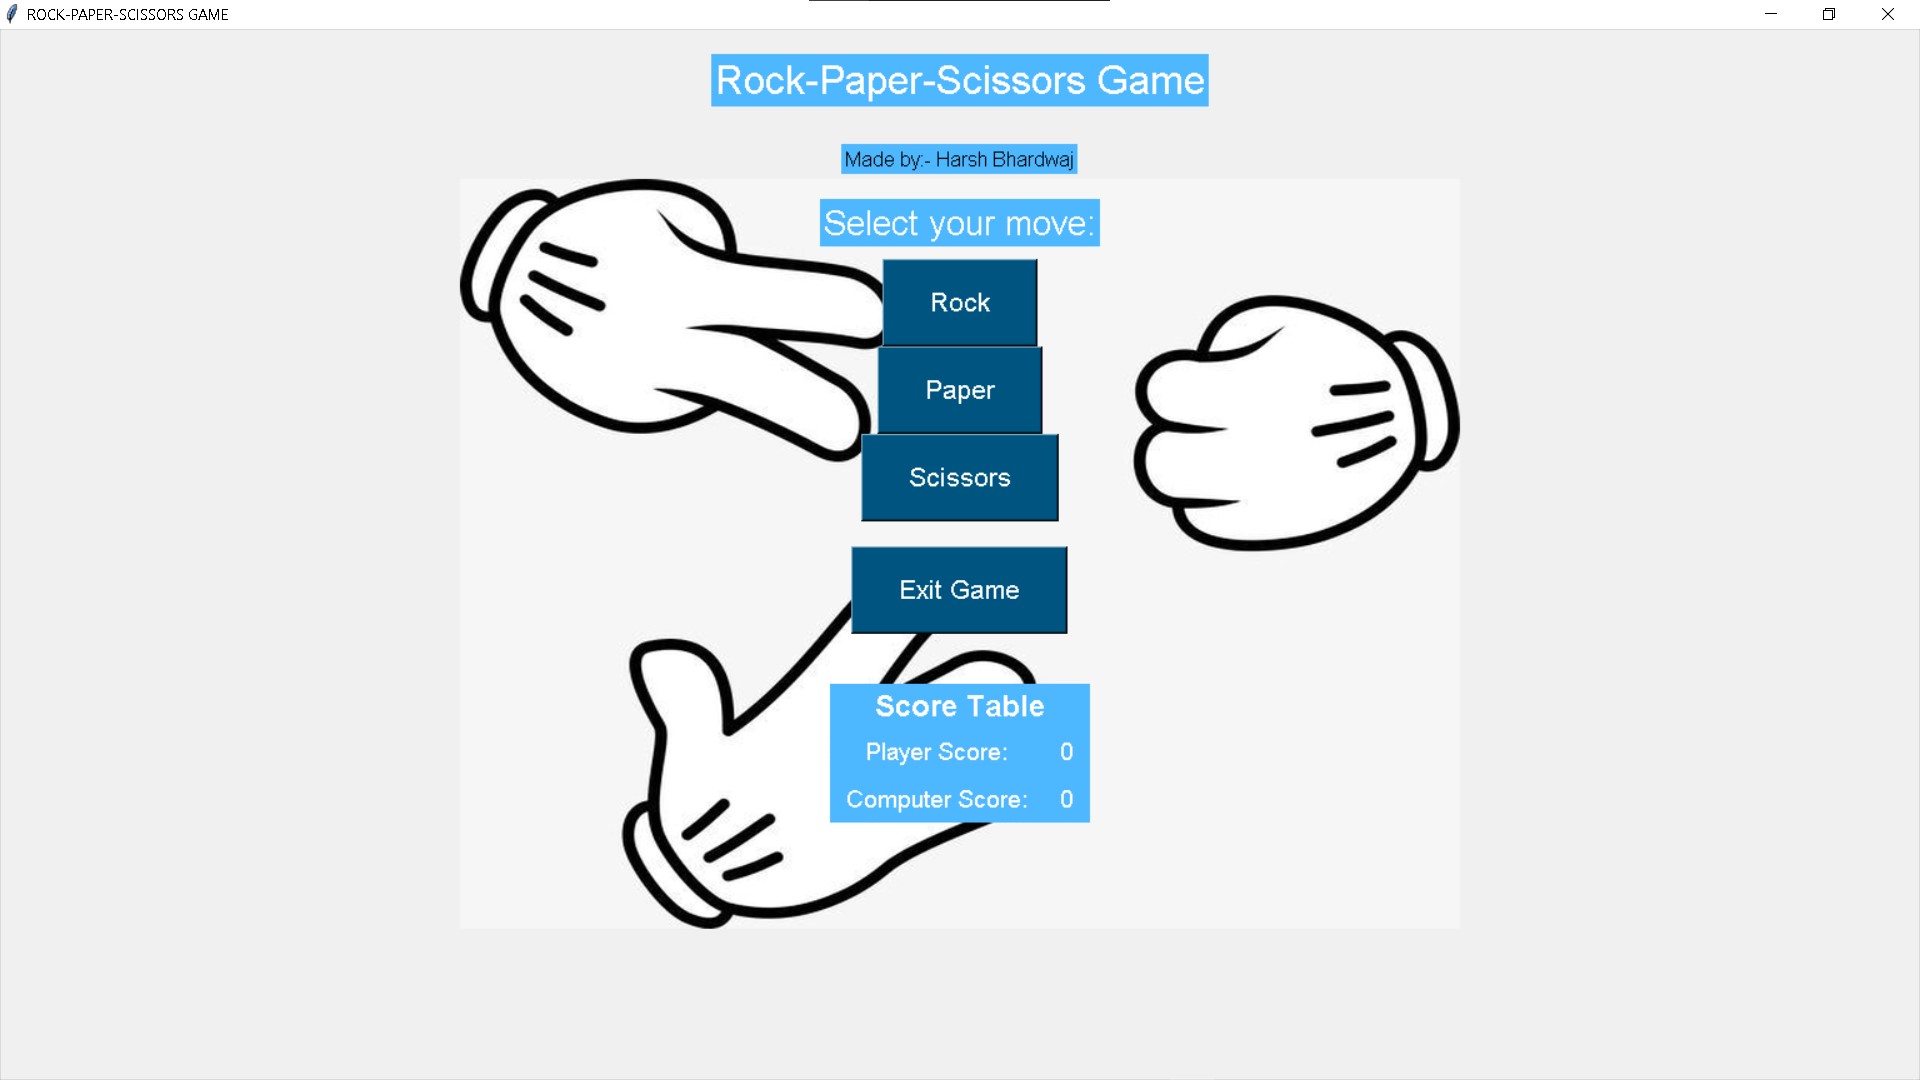 ROCK-PAPER-SCISSORS GAME
Rock-Paper-Scissors Game
Made by:- Harsh Bhardwaj
Select your move:
Rock
Paper
Scissors
Exit Game
Score Table
Player Score: 0
Computer Score: 0